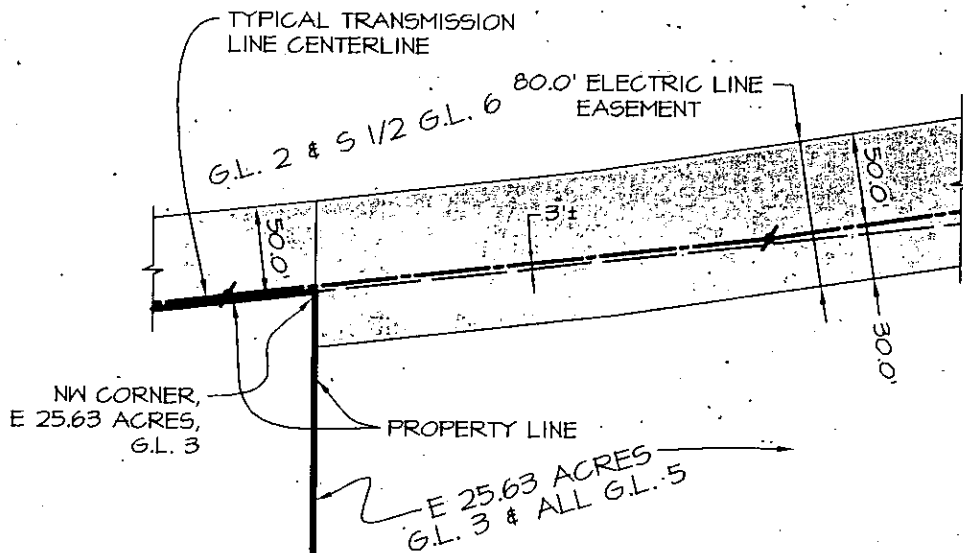 TYPICAL TRANSMISSION
LINE CENTERLINE
80.0' ELECTRIC LINE
EASEMENT
G.L. 2 & S 1/2 G.L. 6
50.0'
3'±
50.0'
30.0'
NW CORNER,
E 25.63 ACRES,
G.L. 3
PROPERTY LINE
E 25.63 ACRES
G.L. 3 & ALL G.L. 5